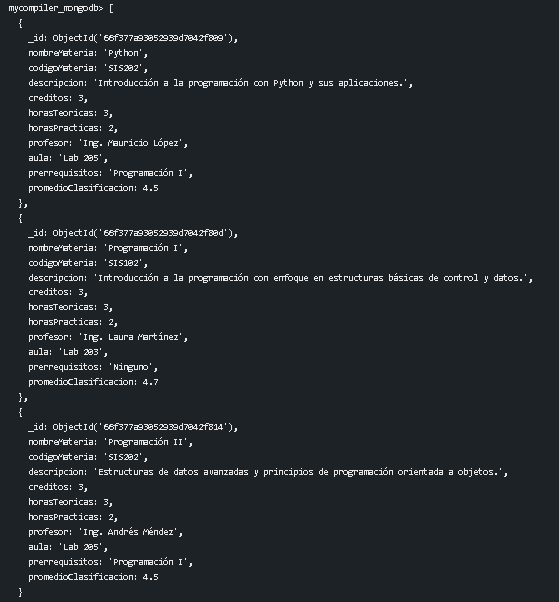 mycompiler_mongodb> [
{
_id: ObjectId('66f377a93052939d7042f809'),
nombreMateria: 'Python',
codigoMateria: 'SIS202',
descripcion: 'Introducción a la programación con Python y sus aplicaciones.',
creditos: 3,
horasTeoricas: 3,
horasPracticas: 2,
profesor: 'Ing. Mauricio López',
aula: 'Lab 205',
prerrequisitos: 'Programación I',
promedioClasificacion: 4.5
},
{
_id: ObjectId('66f377a93052939d7042f80d'),
nombreMateria: 'Programación I',
codigoMateria: 'SIS102',
descripcion: 'Introducción a la programación con enfoque en estructuras básicas de control y datos.',
creditos: 3,
horasTeoricas: 3,
horasPracticas: 2,
profesor: 'Ing. Laura Martínez',
aula: 'Lab 203',
prerrequisitos: 'Ninguno',
promedioClasificacion: 4.7
},
{
_id: ObjectId('66f377a93052939d7042f814'),
nombreMateria: 'Programación II',
codigoMateria: 'SIS202',
descripcion: 'Estructuras de datos avanzadas y principios de programación orientada a objetos.',
creditos: 3,
horasTeoricas: 3,
horasPracticas: 2,
profesor: 'Ing. Andrés Méndez',
aula: 'Lab 205',
prerrequisitos: 'Programación I',
promedioClasificacion: 4.5
}